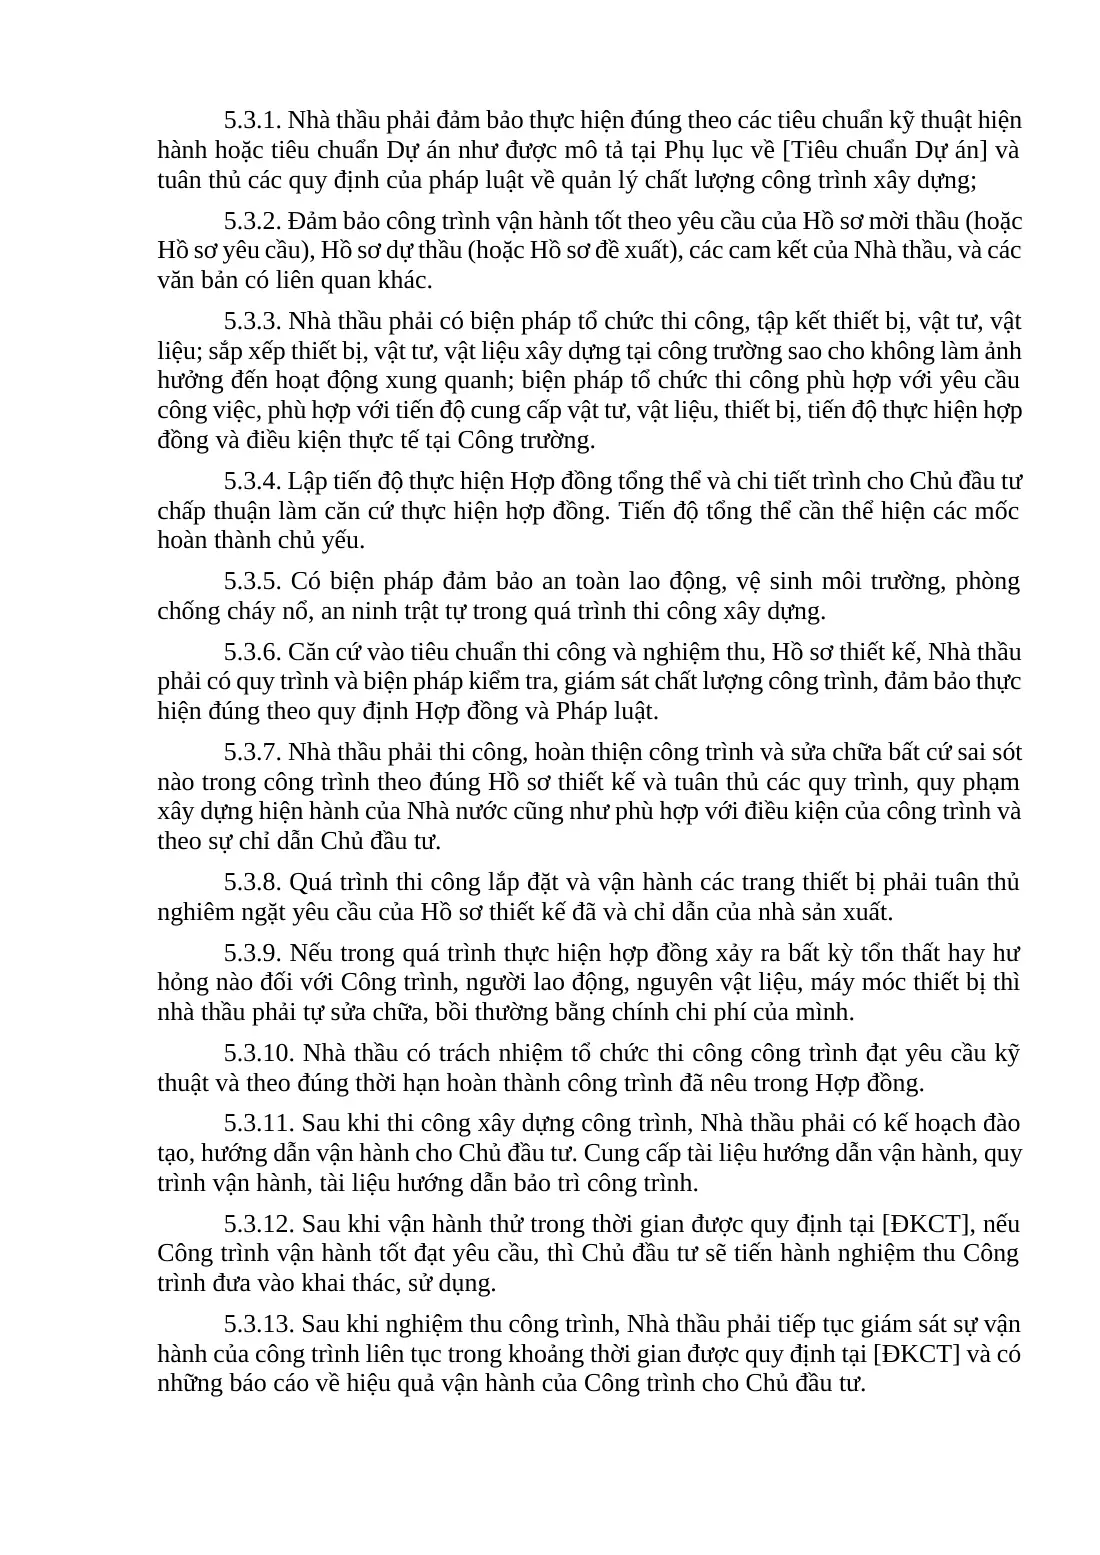 5.3.1. Nhà thầu phải đảm bảo thực hiện đúng theo các tiêu chuẩn kỹ thuật hiện
hành hoặc tiêu chuẩn Dự án như được mô tả tại Phụ lục về [Tiêu chuẩn Dự án] và
tuân thủ các quy định của pháp luật về quản lý chất lượng công trình xây dựng;
5.3.2. Đảm bảo công trình vận hành tốt theo yêu cầu của Hồ sơ mời thầu (hoặc
Hồ sơ yêu cầu), Hồ sơ dự thầu (hoặc Hồ sơ đề xuất), các cam kết của Nhà thầu, và các
văn bản có liên quan khác.
5.3.3. Nhà thầu phải có biện pháp tổ chức thi công, tập kết thiết bị, vật tư, vật
liệu; sắp xếp thiết bị, vật tư, vật liệu xây dựng tại công trường sao cho không làm ảnh
hưởng đến hoạt động xung quanh; biện pháp tổ chức thi công phù hợp với yêu cầu
công việc, phù hợp với tiến độ cung cấp vật tư, vật liệu, thiết bị, tiến độ thực hiện hợp
đồng và điều kiện thực tế tại Công trường.
5.3.4. Lập tiến độ thực hiện Hợp đồng tổng thể và chi tiết trình cho Chủ đầu tư
chấp thuận làm căn cứ thực hiện hợp đồng. Tiến độ tổng thể cần thể hiện các mốc
hoàn thành chủ yếu.
5.3.5. Có biện pháp đảm bảo an toàn lao động, vệ sinh môi trường, phòng
chống cháy nổ, an ninh trật tự trong quá trình thi công xây dựng.
5.3.6. Căn cứ vào tiêu chuẩn thi công và nghiệm thu, Hồ sơ thiết kế, Nhà thầu
phải có quy trình và biện pháp kiểm tra, giám sát chất lượng công trình, đảm bảo thực
hiện đúng theo quy định Hợp đồng và Pháp luật.
5.3.7. Nhà thầu phải thi công, hoàn thiện công trình và sửa chữa bất cứ sai sót
nào trong công trình theo đúng Hồ sơ thiết kế và tuân thủ các quy trình, quy phạm
xây dựng hiện hành của Nhà nước cũng như phù hợp với điều kiện của công trình và
theo sự chỉ dẫn Chủ đầu tư.
5.3.8. Quá trình thi công lắp đặt và vận hành các trang thiết bị phải tuân thủ
nghiêm ngặt yêu cầu của Hồ sơ thiết kế đã và chỉ dẫn của nhà sản xuất.
5.3.9. Nếu trong quá trình thực hiện hợp đồng xảy ra bất kỳ tổn thất hay hư
hỏng nào đối với Công trình, người lao động, nguyên vật liệu, máy móc thiết bị thì
nhà thầu phải tự sửa chữa, bồi thường bằng chính chi phí của mình.
5.3.10. Nhà thầu có trách nhiệm tổ chức thi công công trình đạt yêu cầu kỹ
thuật và theo đúng thời hạn hoàn thành công trình đã nêu trong Hợp đồng.
5.3.11. Sau khi thi công xây dựng công trình, Nhà thầu phải có kế hoạch đào
tạo, hướng dẫn vận hành cho Chủ đầu tư. Cung cấp tài liệu hướng dẫn vận hành, quy
trình vận hành, tài liệu hướng dẫn bảo trì công trình.
5.3.12. Sau khi vận hành thử trong thời gian được quy định tại [ĐKCT], nếu
Công trình vận hành tốt đạt yêu cầu, thì Chủ đầu tư sẽ tiến hành nghiệm thu Công
trình đưa vào khai thác, sử dụng.
5.3.13. Sau khi nghiệm thu công trình, Nhà thầu phải tiếp tục giám sát sự vận
hành của công trình liên tục trong khoảng thời gian được quy định tại [ĐKCT] và có
những báo cáo về hiệu quả vận hành của Công trình cho Chủ đầu tư.